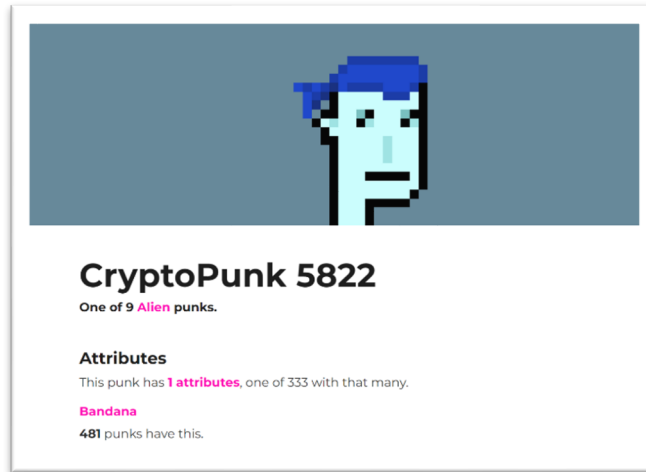 CryptoPunk 5822
One of 9 Alien punks.
Attributes
This punk has 1 attributes, one of 333 with that many.
Bandana
481 punks have this.